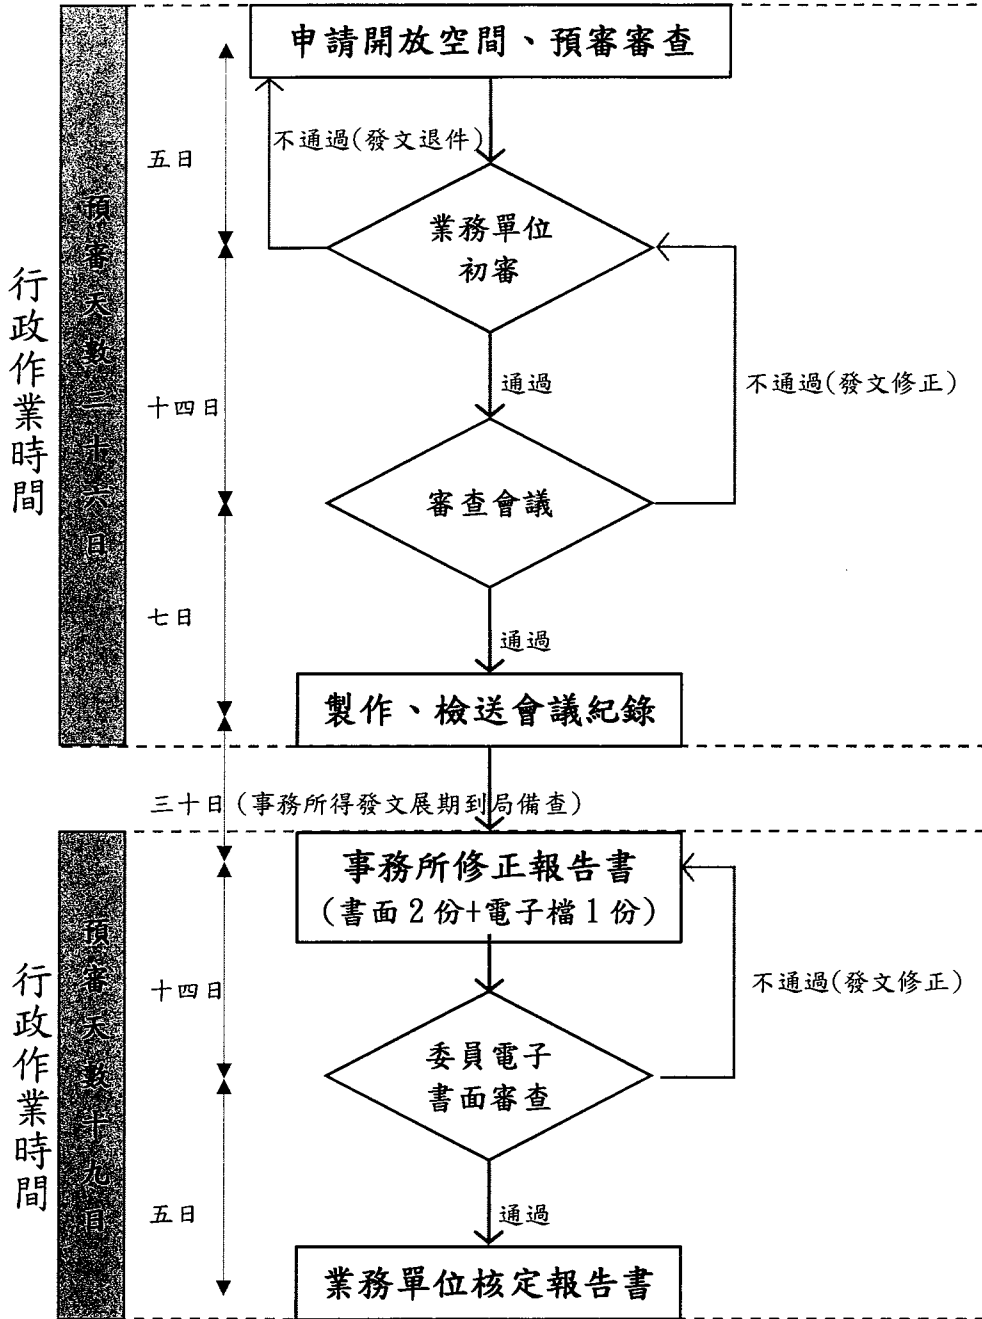 申請開放空間、預審審查
不通過(發文退件)
五日
業務單位
初審
行政作業時間
預審天數二十六日
通過
不通過(發文修正)
十四日
審查會議
七日
通過
製作、檢送會議紀錄
三十日(事務所得發文展期到局備查)
事務所修正報告書
(書面2份+電子檔1份)
行政作業時間
預審天數十九日
十四日
不通過(發文修正)
委員電子
書面審查
五日
通過
業務單位核定報告書